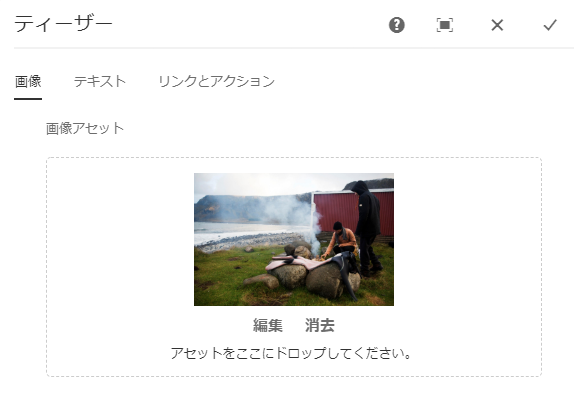 ティーザー
画像 テキスト リンクとアクション
画像アセット
編集 消去
アセットをここにドロップしてください。